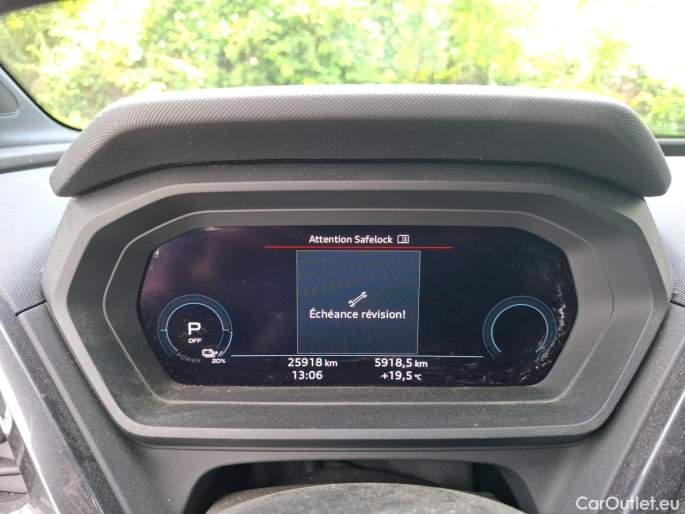 Attention Safelock
Échéance révision!
P
OFF
POWER
20%
25918 km 5918,5 km
13:06 +19,5 °C
CarOutlet.eu